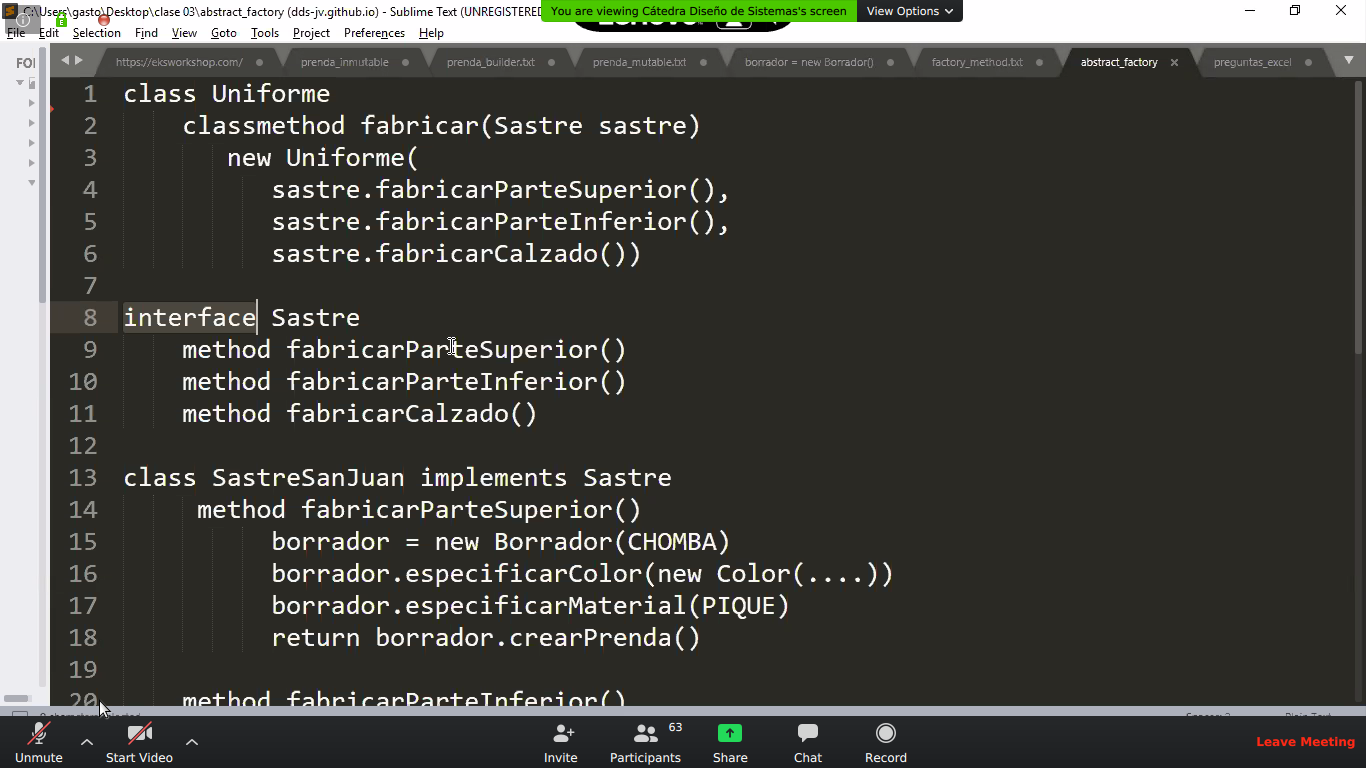 C:\Users\gasto\Desktop\clase 03\abstract_factory (dds-jv.github.io) - Sublime Text (UNREGISTERED
You are viewing Cátedra Diseño de Sistemas's screen
View Options
File Edit Selection Find View Goto Tools Project Preferences Help
FOI
https://eksworkshop.com/
prenda_inmutable
prenda_builder.txt
prenda_mutable.txt
borrador = new Borrador()
factory_method.txt
abstract_factory
preguntas_excel
1 class Uniforme
2 classmethod fabricar(Sastre sastre)
3 new Uniforme(
4 sastre.fabricarParteSuperior(),
5 sastre.fabricarParteInferior(),
6 sastre.fabricarCalzado())
7
8 interface Sastre
9 method fabricarParteSuperior()
10 method fabricarParteInferior()
11 method fabricarCalzado()
12
13 class SastreSanJuan implements Sastre
14 method fabricarParteSuperior()
15 borrador = new Borrador(CHOMBA)
16 borrador.especificarColor(new Color(....))
17 borrador.especificarMaterial(PIQUE)
18 return borrador.crearPrenda()
19
20 method fabricarParteInferior()
63
Unmute
Start Video
Invite
Participants
Share
Chat
Record
Leave Meeting